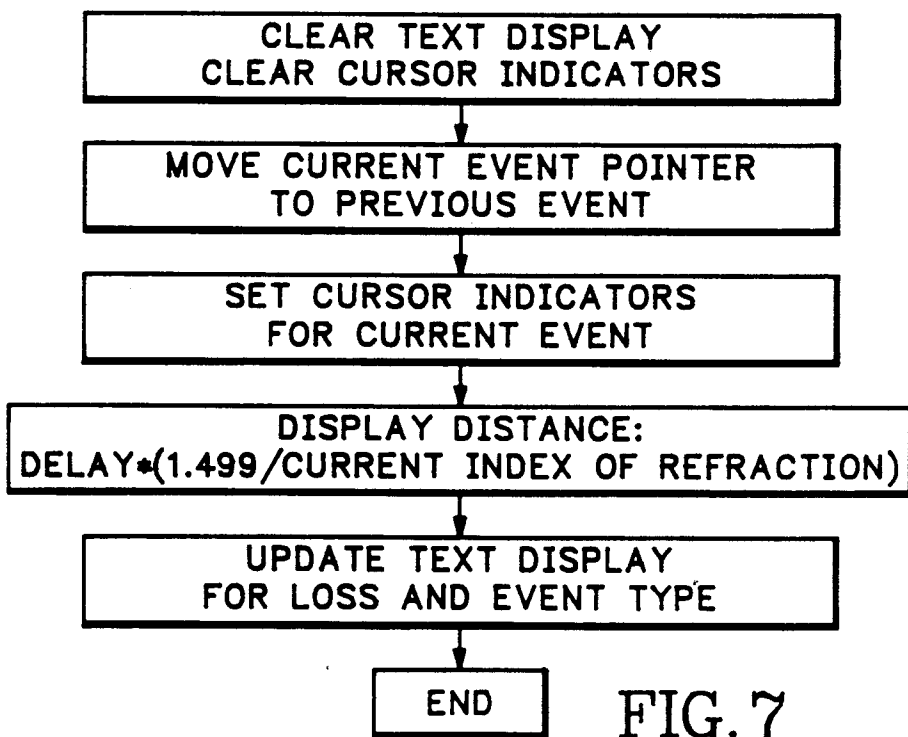 CLEAR TEXT DISPLAY
CLEAR CURSOR INDICATORS
MOVE CURRENT EVENT POINTER
TO PREVIOUS EVENT
SET CURSOR INDICATORS
FOR CURRENT EVENT
DISPLAY DISTANCE:
DELAY*(1.499/CURRENT INDEX OF REFRACTION)
UPDATE TEXT DISPLAY
FOR LOSS AND EVENT TYPE
END
FIG. 7